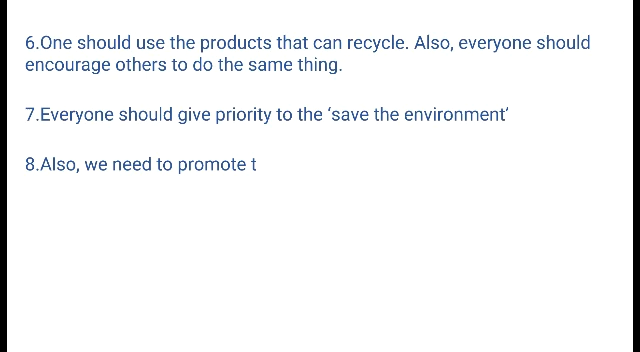 6.One should use the products that can recycle. Also, everyone should
encourage others to do the same thing.
7.Everyone should give priority to the ‘save the environment’
8.Also, we need to promote t